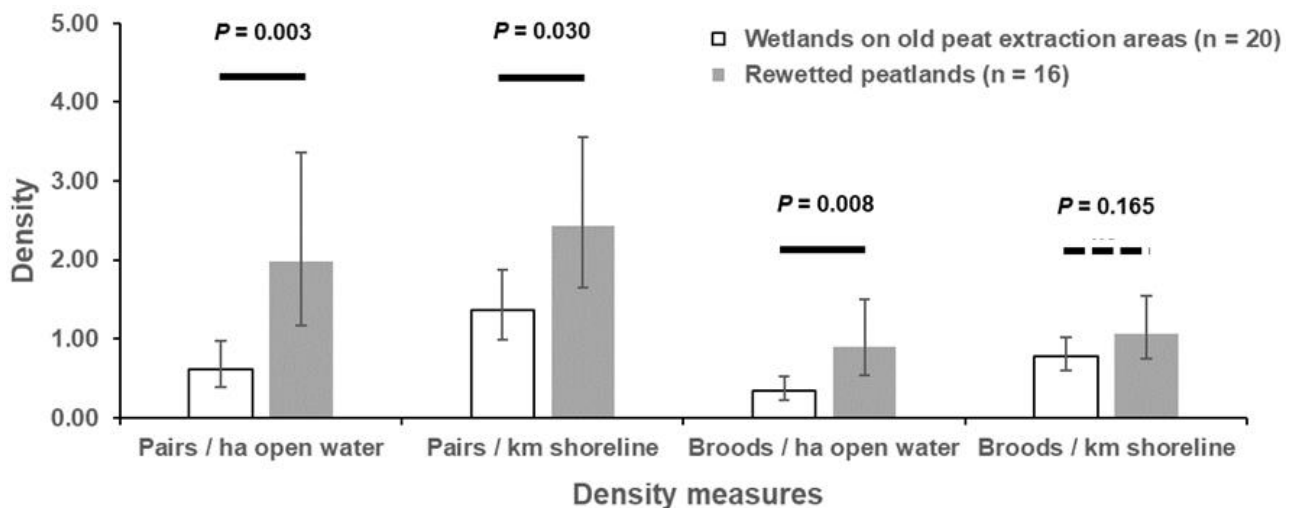 5.00
4.00
3.00
2.00
1.00
0.00
Density
P = 0.003
P = 0.030
P = 0.008
P = 0.165
Wetlands on old peat extraction areas (n = 20)
Rewetted peatlands (n = 16)
Pairs / ha open water
Pairs / km shoreline
Broods / ha open water
Broods / km shoreline
Density measures